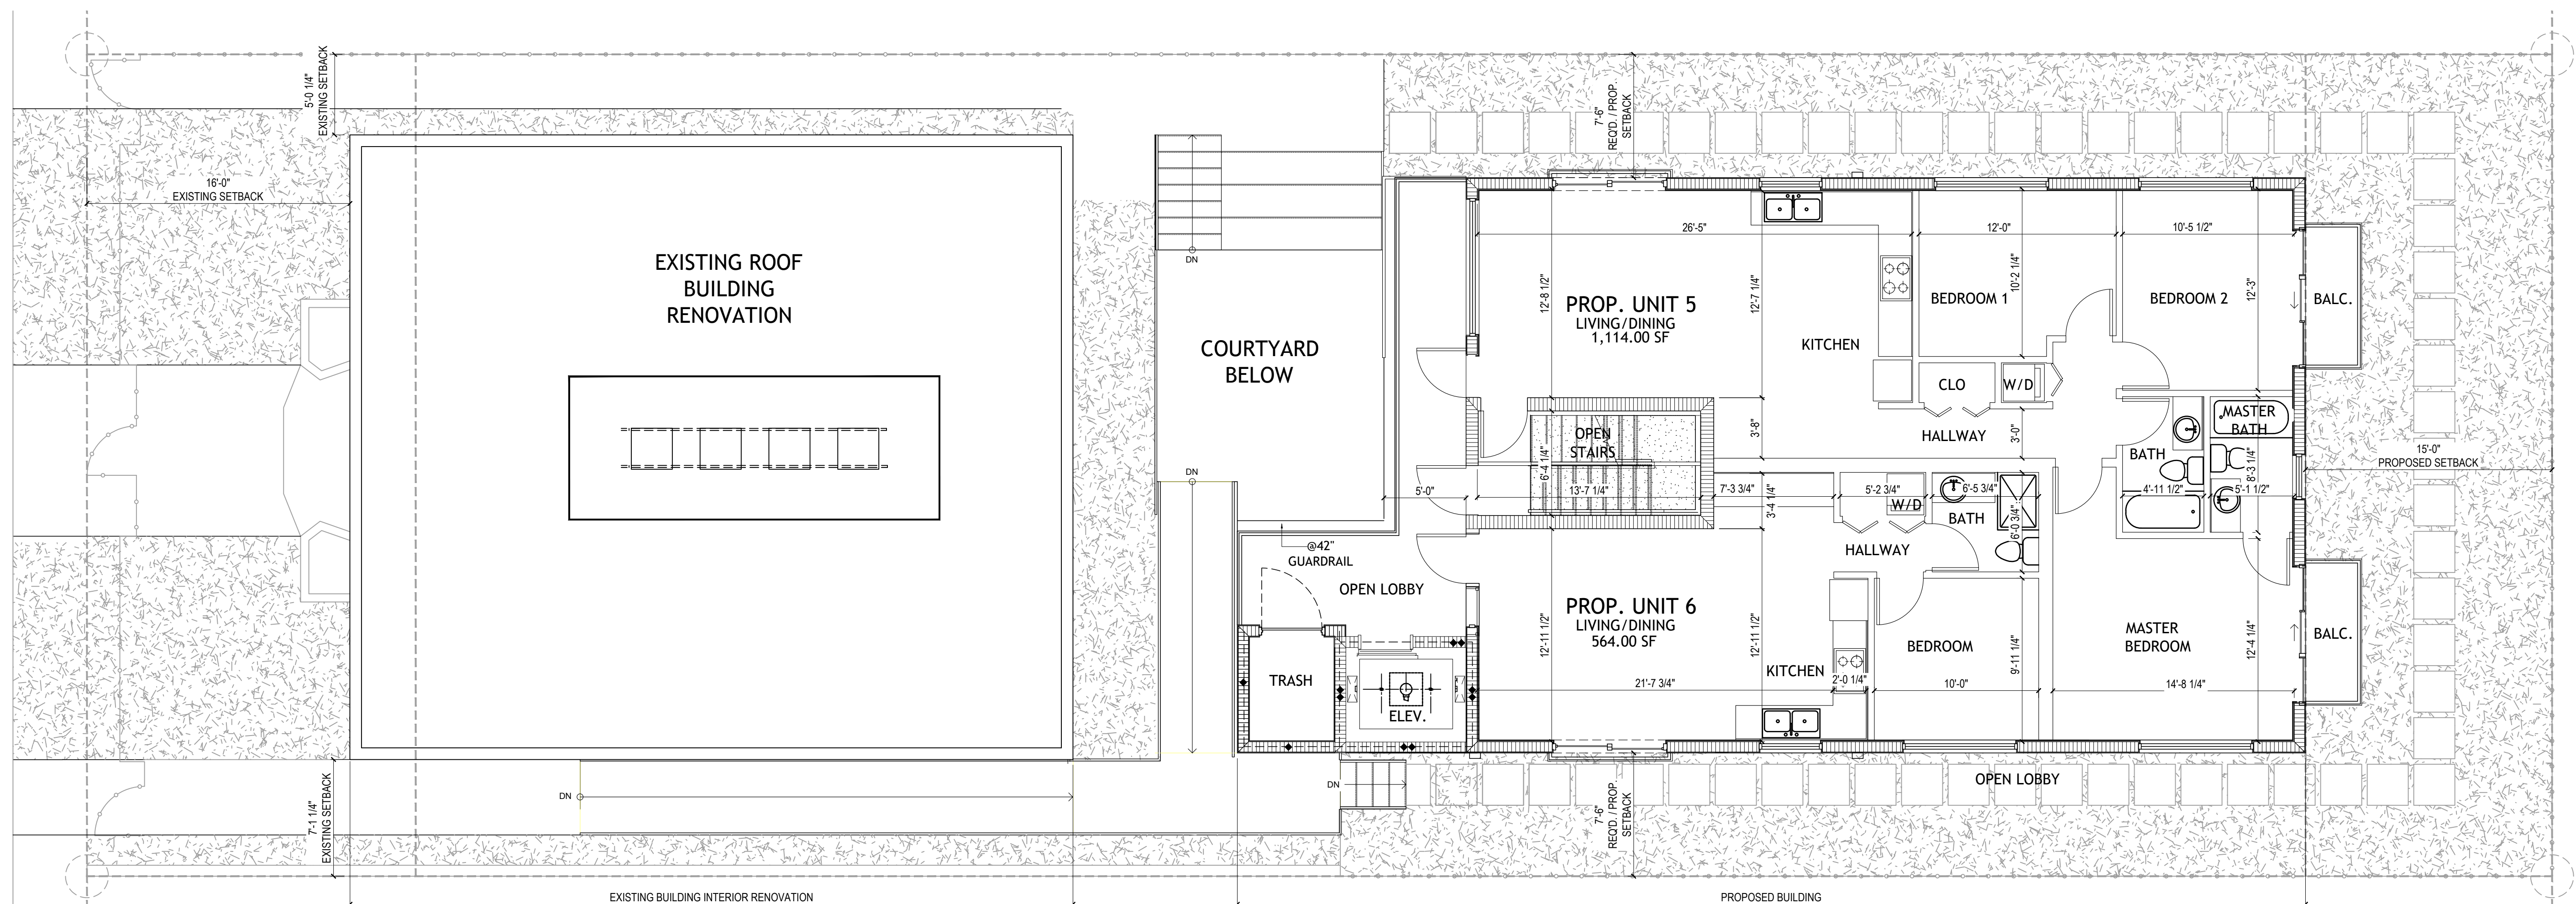 5'-0 1/4"
EXISTING SETBACK
16'-0"
EXISTING SETBACK
EXISTING ROOF
BUILDING
RENOVATION
7'-1 1/4"
EXISTING SETBACK
DN
EXISTING BUILDING INTERIOR RENOVATION
DN
COURTYARD
BELOW
DN
@42"
GUARDRAIL
OPEN LOBBY
TRASH
ELEV.
DN
5'-0"
7'-6"
REQ'D. / PROP.
SETBACK
26'-5"
12'-0"
10'-5 1/2"
12'-8 1/2"
12'-7 1/4"
10'-2 1/4"
12'-3"
PROP. UNIT 5
LIVING/DINING
1,114.00 SF
KITCHEN
BEDROOM 1
BEDROOM 2
BALC.
CLO
W/D
3'-8"
HALLWAY
3'-0"
MASTER
BATH
BATH
8'-3 1/4"
4'-11 1/2"
5'-1 1/2"
OPEN
STAIRS
6'-4 1/4"
13'-7 1/4"
7'-3 3/4"
3'-4 1/4"
5'-2 3/4"
W/D
6'-5 3/4"
BATH
6'-0 3/4"
HALLWAY
15'-0"
PROPOSED SETBACK
PROP. UNIT 6
LIVING/DINING
564.00 SF
12'-11 1/2"
12'-11 1/2"
KITCHEN
2'-0 1/4"
21'-7 3/4"
BEDROOM
9'-11 1/4"
10'-0"
MASTER
BEDROOM
12'-4 1/4"
14'-8 1/4"
BALC.
OPEN LOBBY
7'-6"
REQ'D. / PROP.
SETBACK
PROPOSED BUILDING